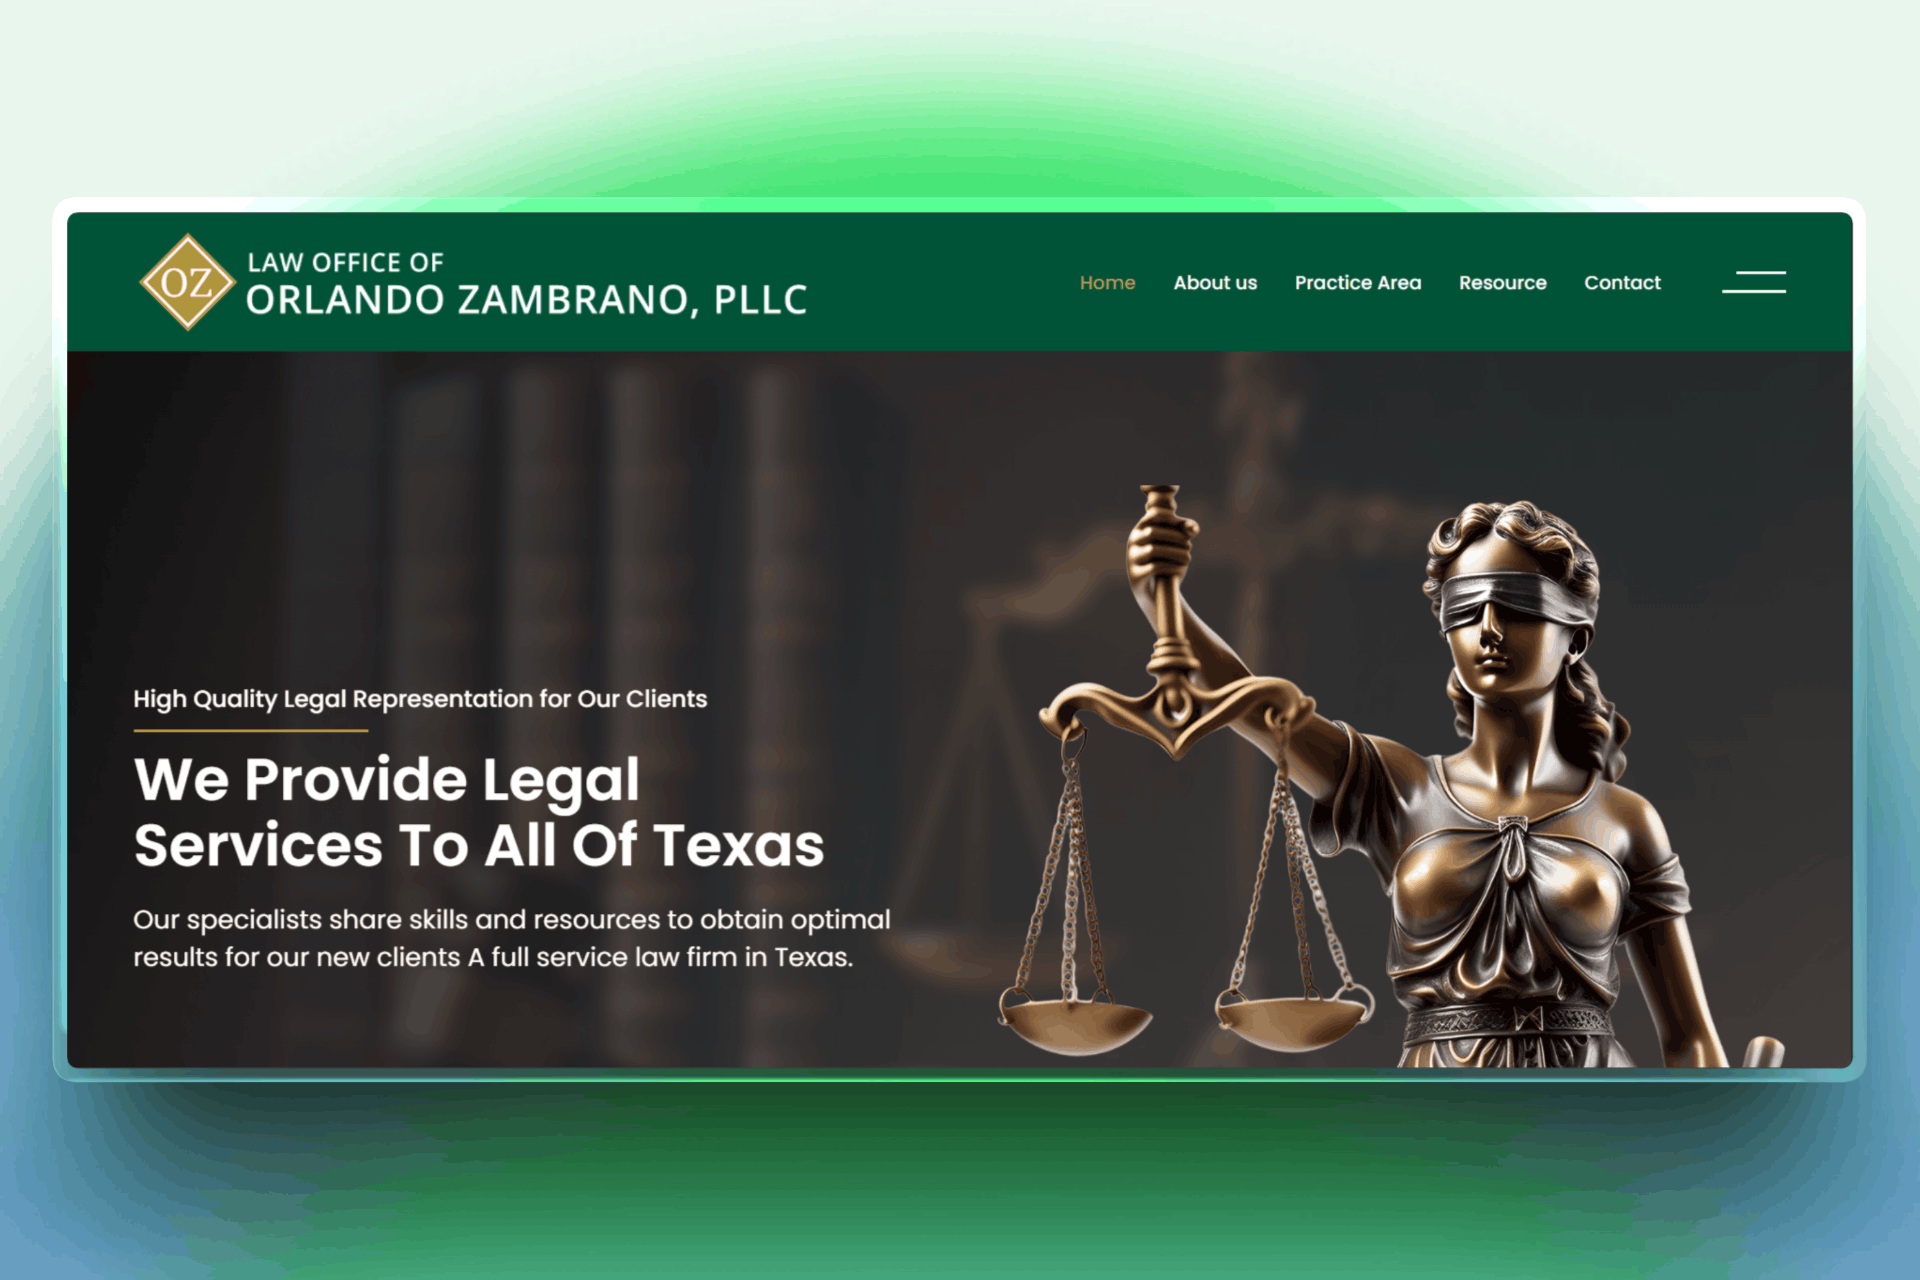 OZ
LAW OFFICE OF
ORLANDO ZAMBRANO, PLLC
Home About us Practice Area Resource Contact
High Quality Legal Representation for Our Clients
We Provide Legal
Services To All Of Texas
Our specialists share skills and resources to obtain optimal
results for our new clients A full service law firm in Texas.